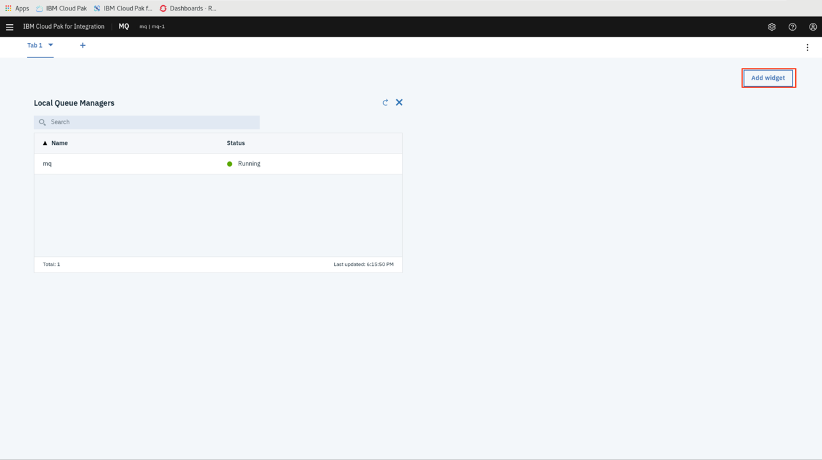 Apps IBM Cloud Pak IBM Cloud Pak f... Dashboards - R...
IBM Cloud Pak for Integration MQ mq | mq-1
Tab 1 +
Add widget
Local Queue Managers
Search
Name Status
mq Running
Total: 1 Last updated: 6:15:50 PM